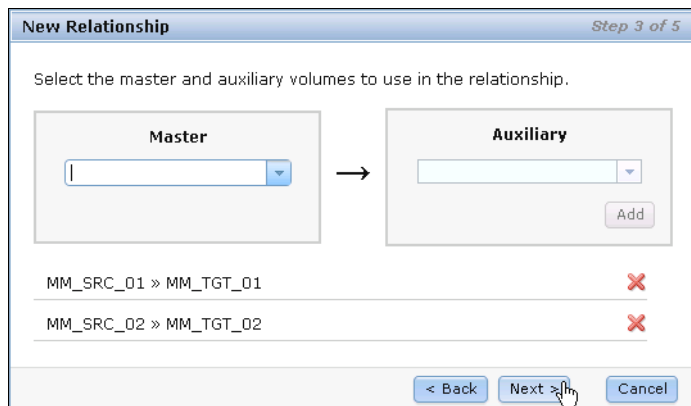 New Relationship Step 3 of 5
Select the master and auxiliary volumes to use in the relationship.
Master
Auxiliary
→
Add
MM_SRC_01 » MM_TGT_01
MM_SRC_02 » MM_TGT_02
< Back Next > Cancel